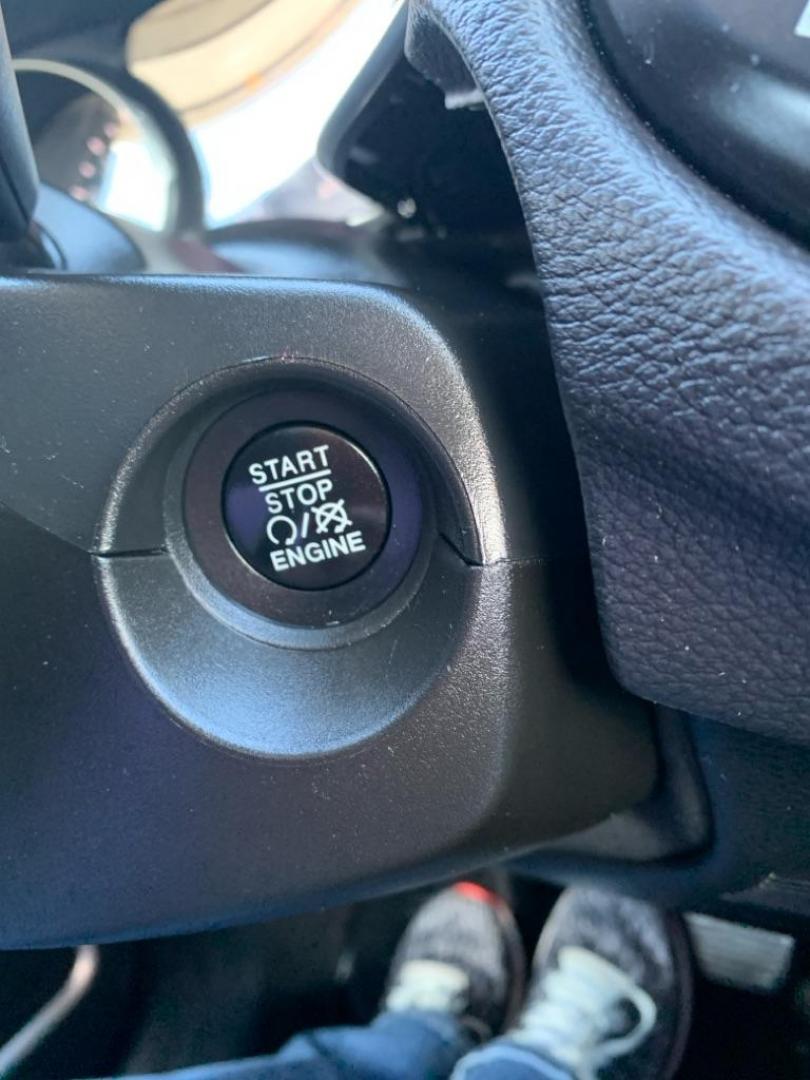 START
STOP
/
ENGINE